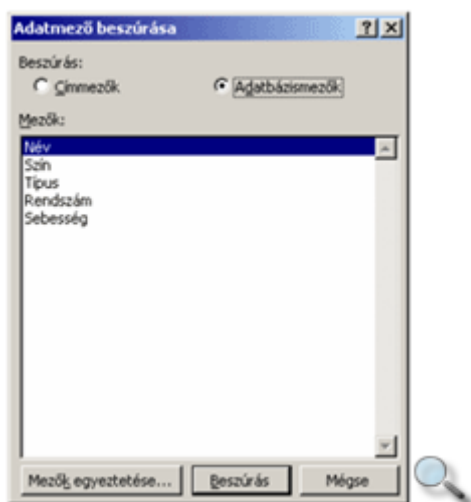 Adatmező beszúrása
Beszúrás:
Címmezők Adatbázismezők
Mezők:
Név
Szín
Típus
Rendszám
Sebesség
Mezők egyeztetése... Beszúrás Mégse